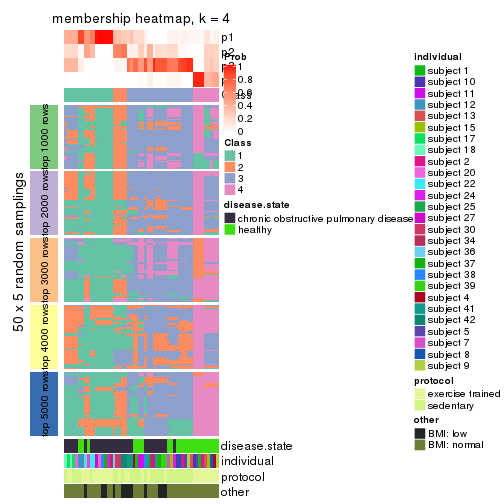 membership heatmap, k = 4
p1
p2
p3
Prob
1
0.8
0.6
0.4
0.2
0
Class
1
2
3
4
disease.state
chronic obstructive pulmonary disease
healthy
50 x 5 random samplings
top 1000 rows
top 2000 rows
top 3000 rows
top 4000 rows
top 5000 rows
disease.state
individual
protocol
other
individual
subject 1
subject 10
subject 11
subject 12
subject 13
subject 15
subject 17
subject 18
subject 2
subject 20
subject 22
subject 24
subject 25
subject 27
subject 30
subject 34
subject 36
subject 37
subject 38
subject 39
subject 4
subject 41
subject 42
subject 5
subject 7
subject 8
subject 9
protocol
exercise trained
sedentary
other
BMI: low
BMI: normal